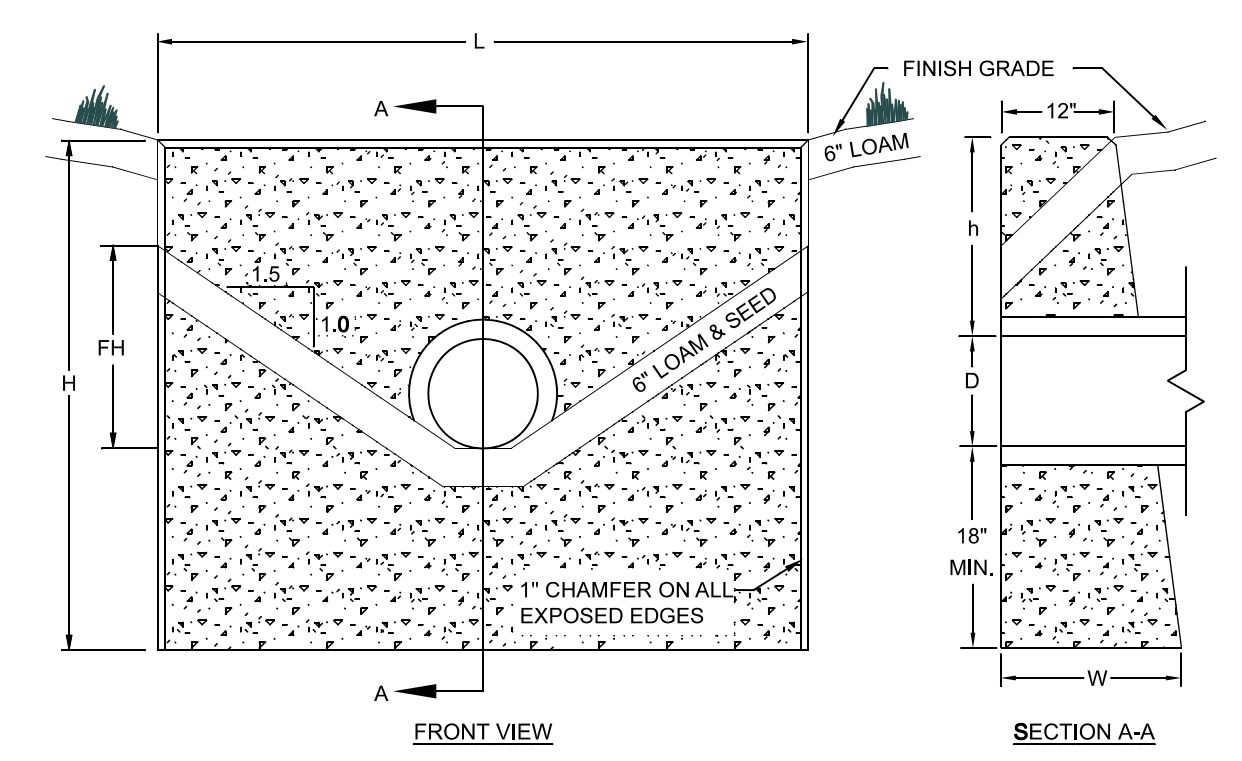 L
A
FINISH GRADE
12"
6" LOAM
H
FH
1.5
1.0
6" LOAM & SEED
h
D
18"
MIN.
1" CHAMFER ON ALL
EXPOSED EDGES
A
W
FRONT VIEW
SECTION A-A